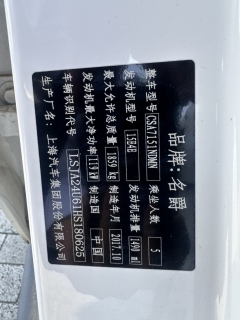 品牌：名爵
整车型号 CSA7151NDMN 乘坐人数 5
发动机型号 15E4E 发动机排量 1490 ml
最大允许总质量 1859 kg 制造年月 2017.10
发动机最大净功率 119 kW 制造国 中国
车辆识别代号
生产厂名：上海汽车集团股份有限公司